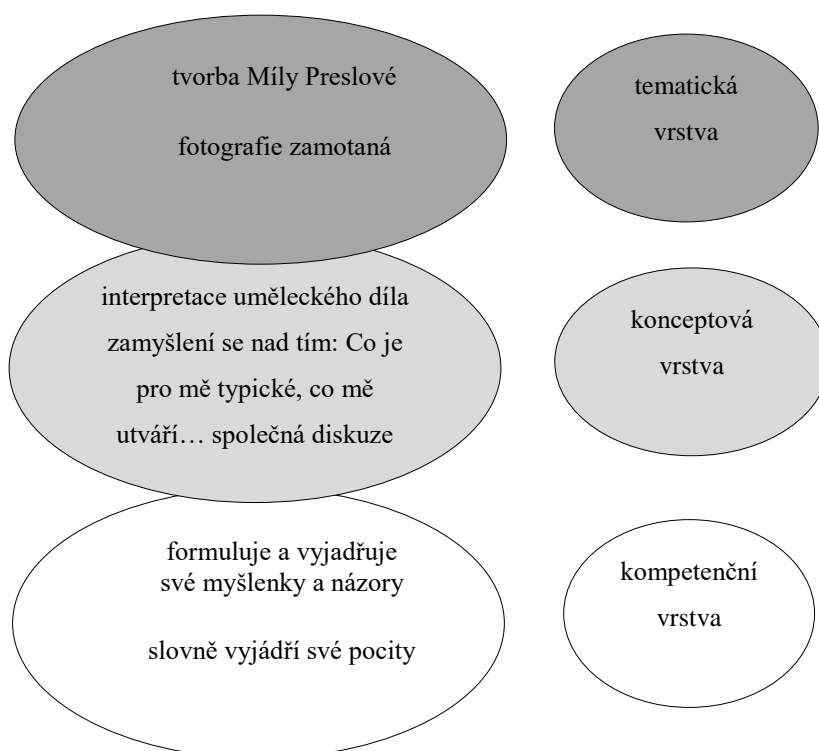 tvorba Míly Preslové
fotografie zamotaná
tematická
vrstva
interpretace uměleckého díla
zamyšlení se nad tím: Co je
pro mě typické, co mě
utváří… společná diskuze
konceptová
vrstva
formuluje a vyjadřuje
své myšlenky a názory
slovně vyjádří své pocity
kompetenční
vrstva